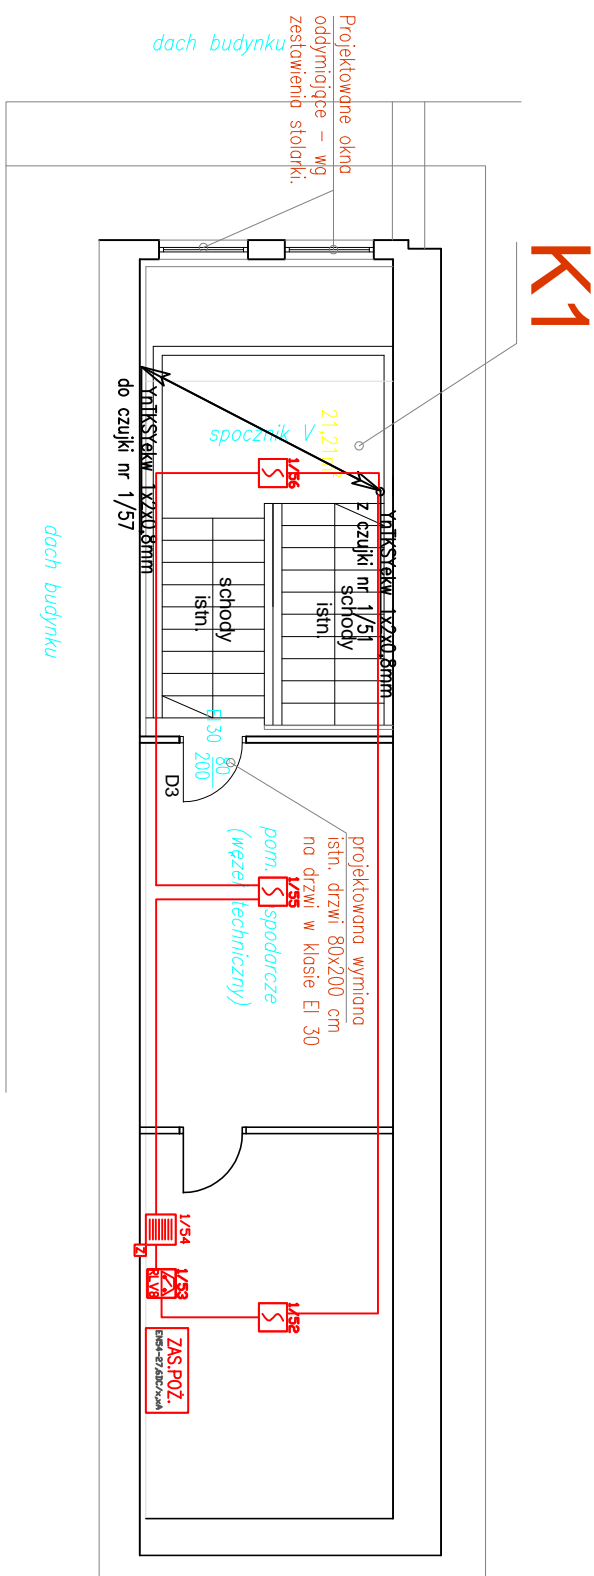 K1
Projektowane okna
oddymiające - wg
zestawienia stolarki.
dach budynku
dach budynku
YnTKSYekw 1x2x0,8mm
do czujki nr 1/57
YnTKSYekw 1x2x0,8mm
z czujki nr 1/51
spocznik V
1/56
schody
istn.
schody
istn.
EI 30
80
200
D3
projektowana wymiana
istn. drzwi 80x200 cm
na drzwi w klasie EI 30
1/55
pom.
(węzeł techniczny)
1/54
Z
1/53
1/52
ZAS.POŻ.